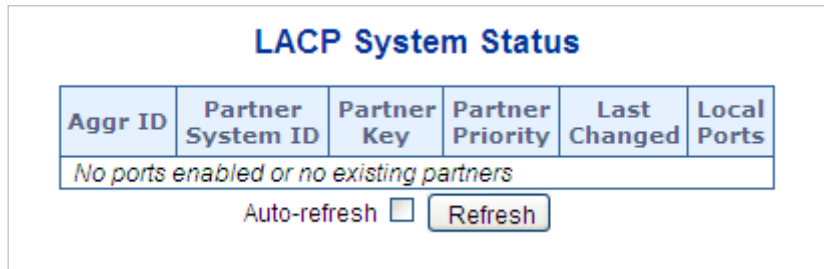 LACP System Status
Aggr ID Partner System ID Partner Key Partner Priority Last Changed Local Ports
No ports enabled or no existing partners
Auto-refresh Refresh